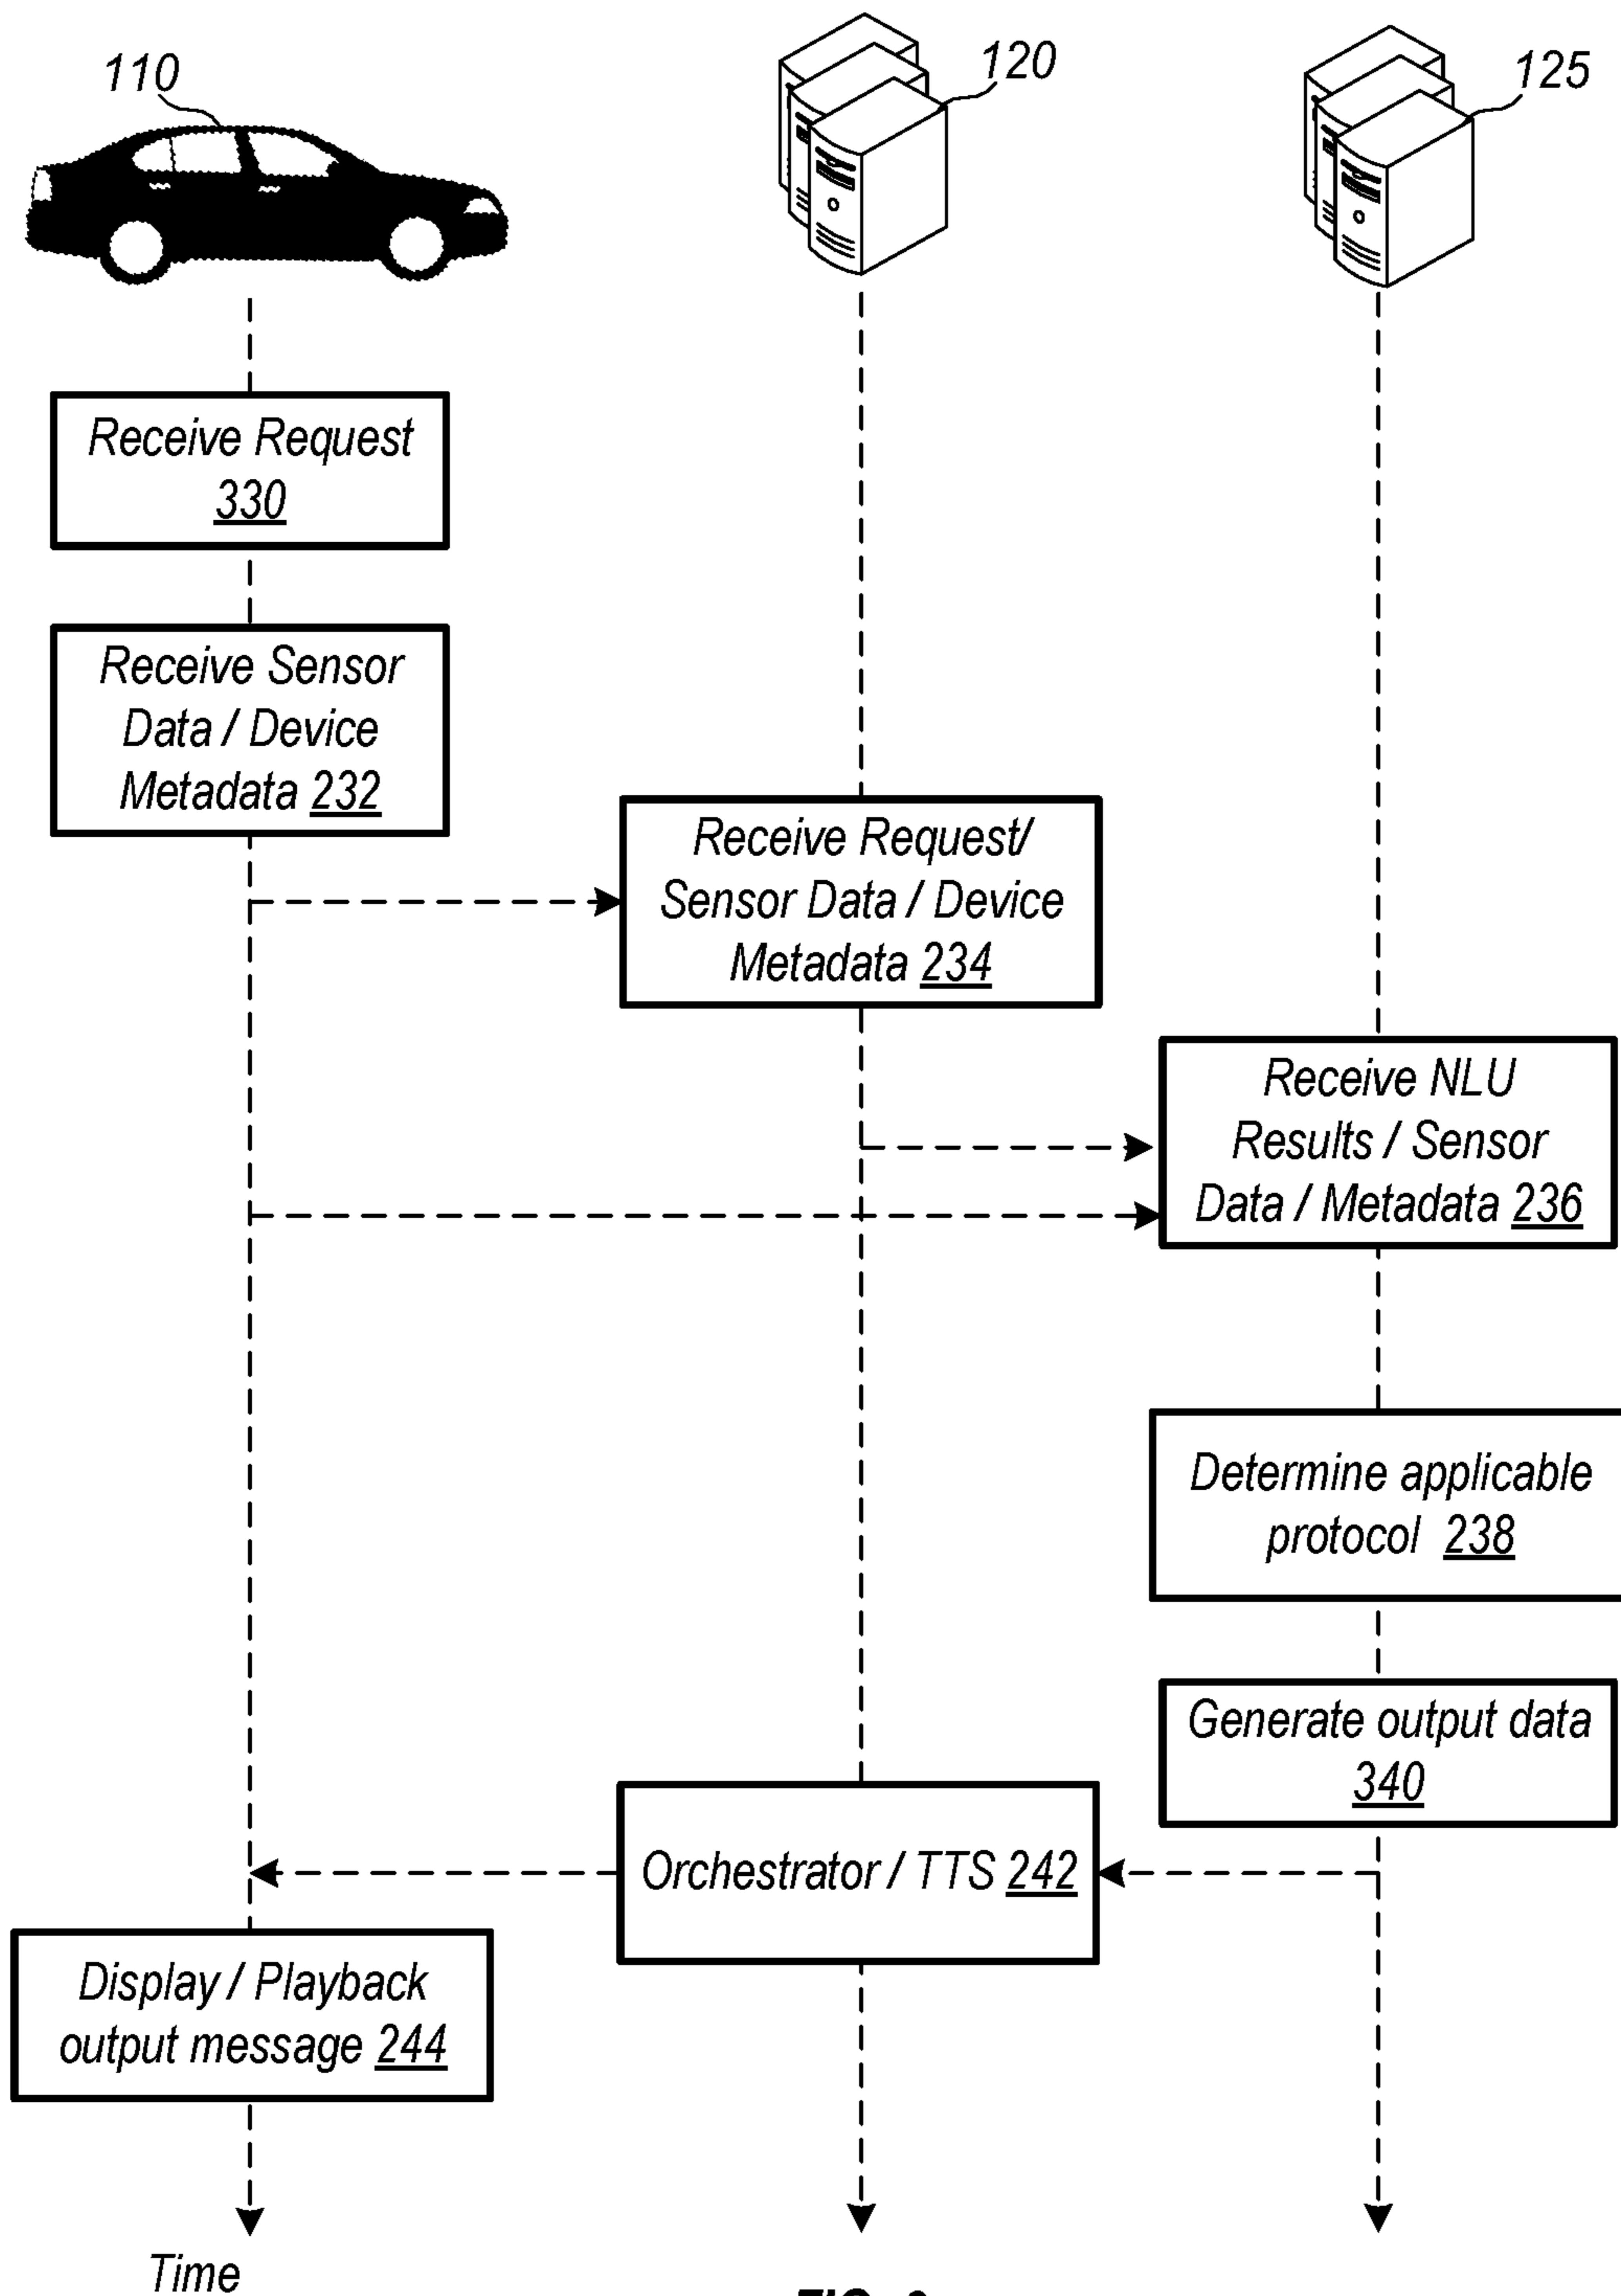 110
120
125
Receive Request
330
Receive Sensor
Data / Device
Metadata 232
Receive Request/
Sensor Data / Device
Metadata 234
Receive NLU
Results / Sensor
Data / Metadata 236
Determine applicable
protocol 238
Generate output data
340
Orchestrator / TTS 242
Display / Playback
output message 244
Time
FIG.